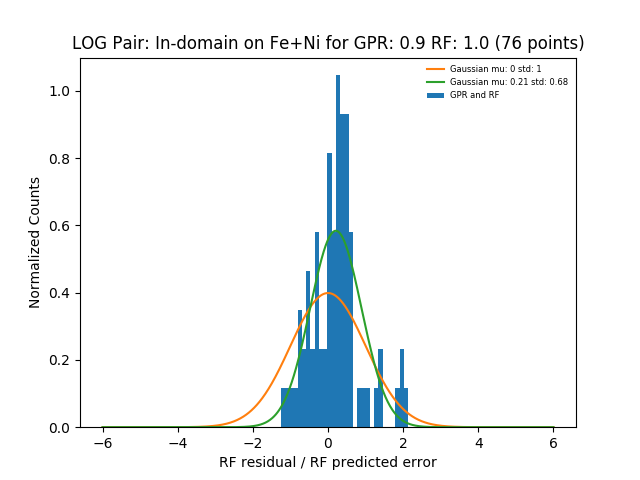 LOG Pair: In-domain on Fe+Ni for GPR: 0.9 RF: 1.0 (76 points)
Gaussian mu: 0 std: 1
Gaussian mu: 0.21 std: 0.68
GPR and RF
Normalized Counts
1.0
0.8
0.6
0.4
0.2
0.0
−6 −4 −2 0 2 4 6
RF residual / RF predicted error